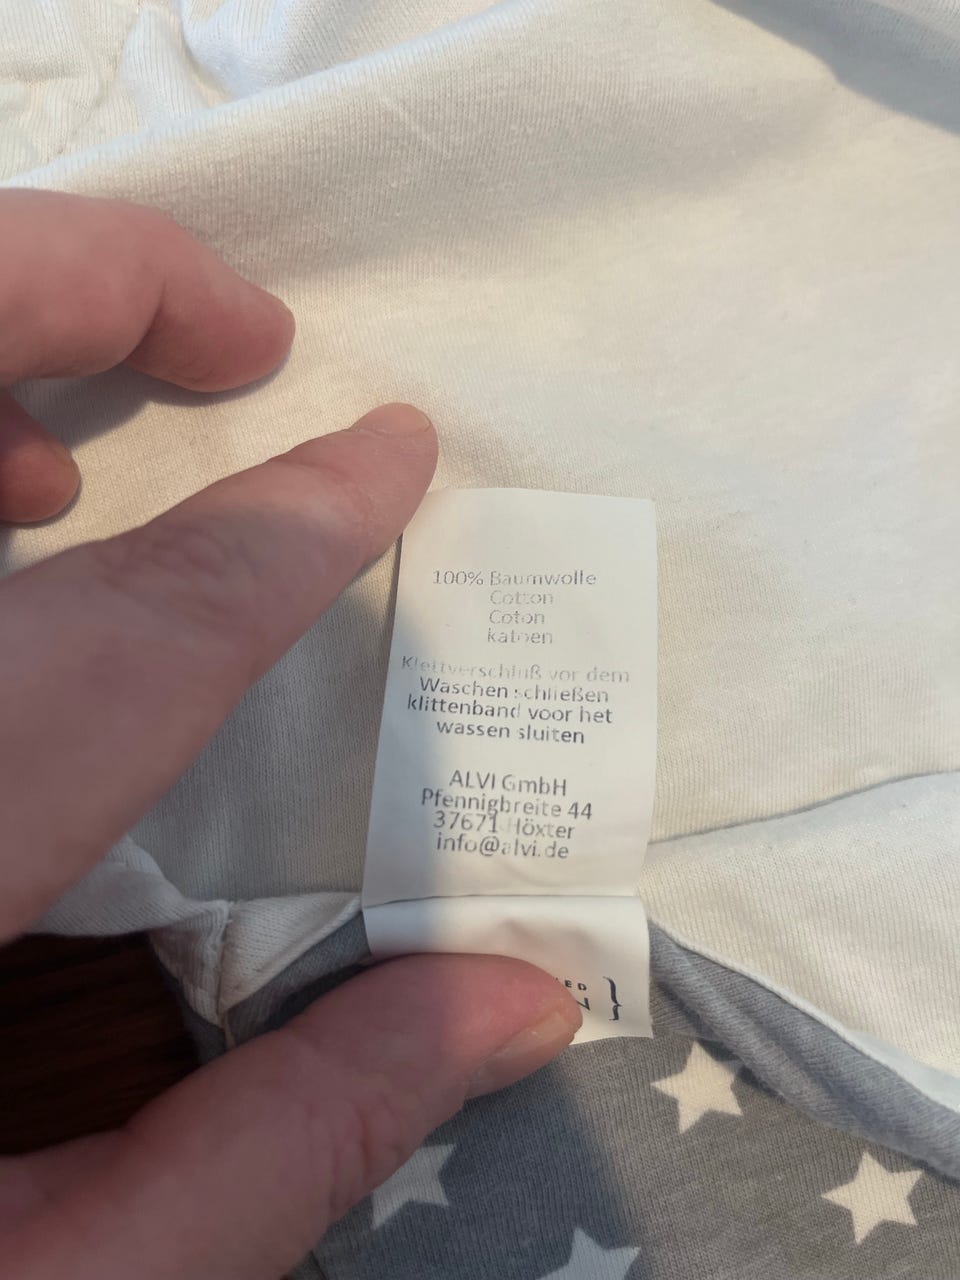 100% Baumwolle
Cotton
Coton
katoen
Klettverschluß vor dem
Waschen schließen
klittenband voor het
wassen sluiten
ALVI GmbH
Pfennigbreite 44
37671 Höxter
info@alvi.de